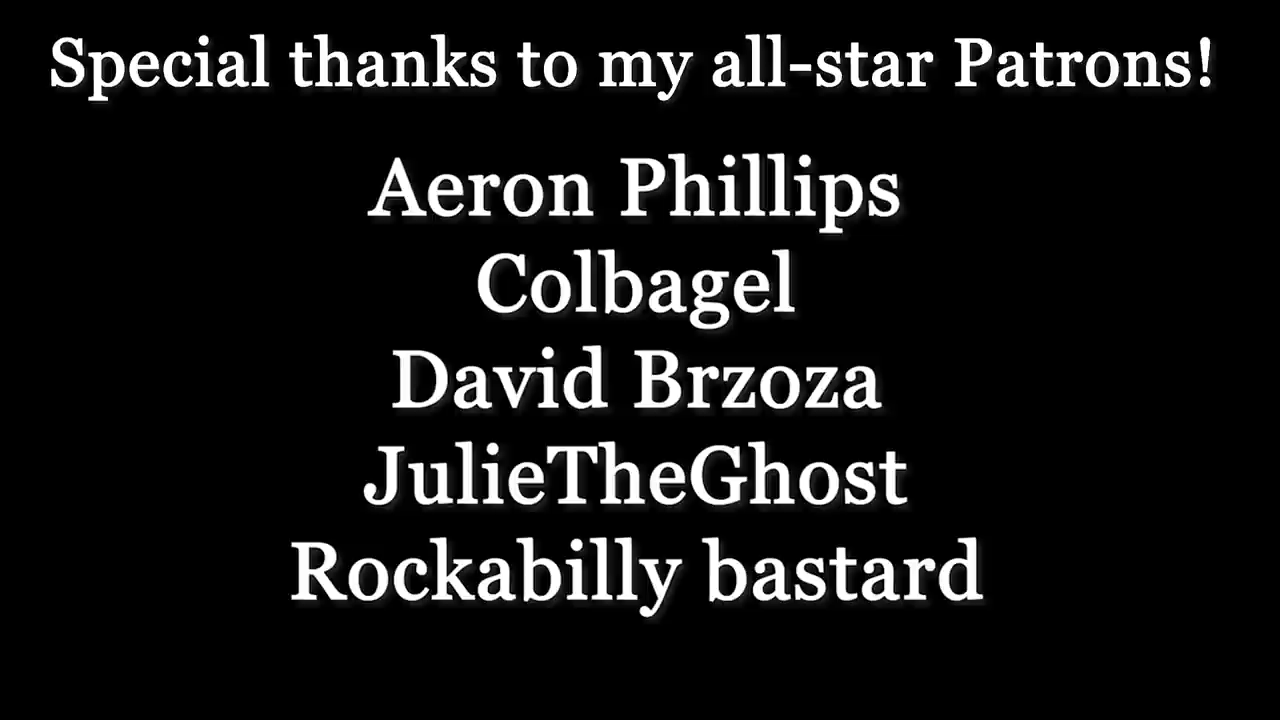 Special thanks to my all-star Patrons!
Aeron Phillips
Colbagel
David Brzoza
JulieTheGhost
Rockabilly bastard